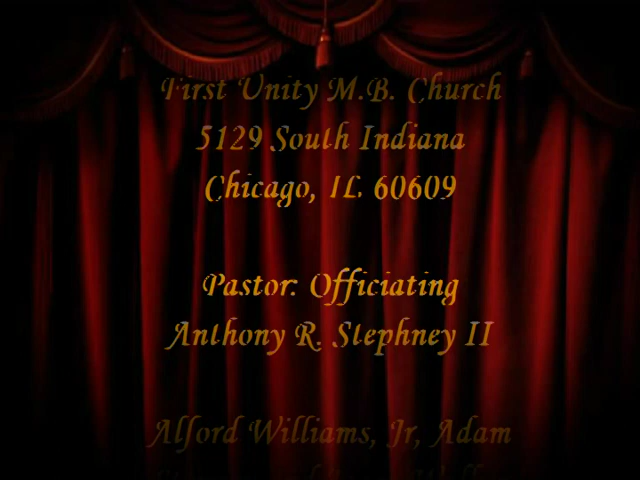 First Unity M.B. Church
5129 South Indiana
Chicago, IL. 60609
Pastor: Officiating
Anthony R. Stephney II
Alford Williams, Jr, Adam